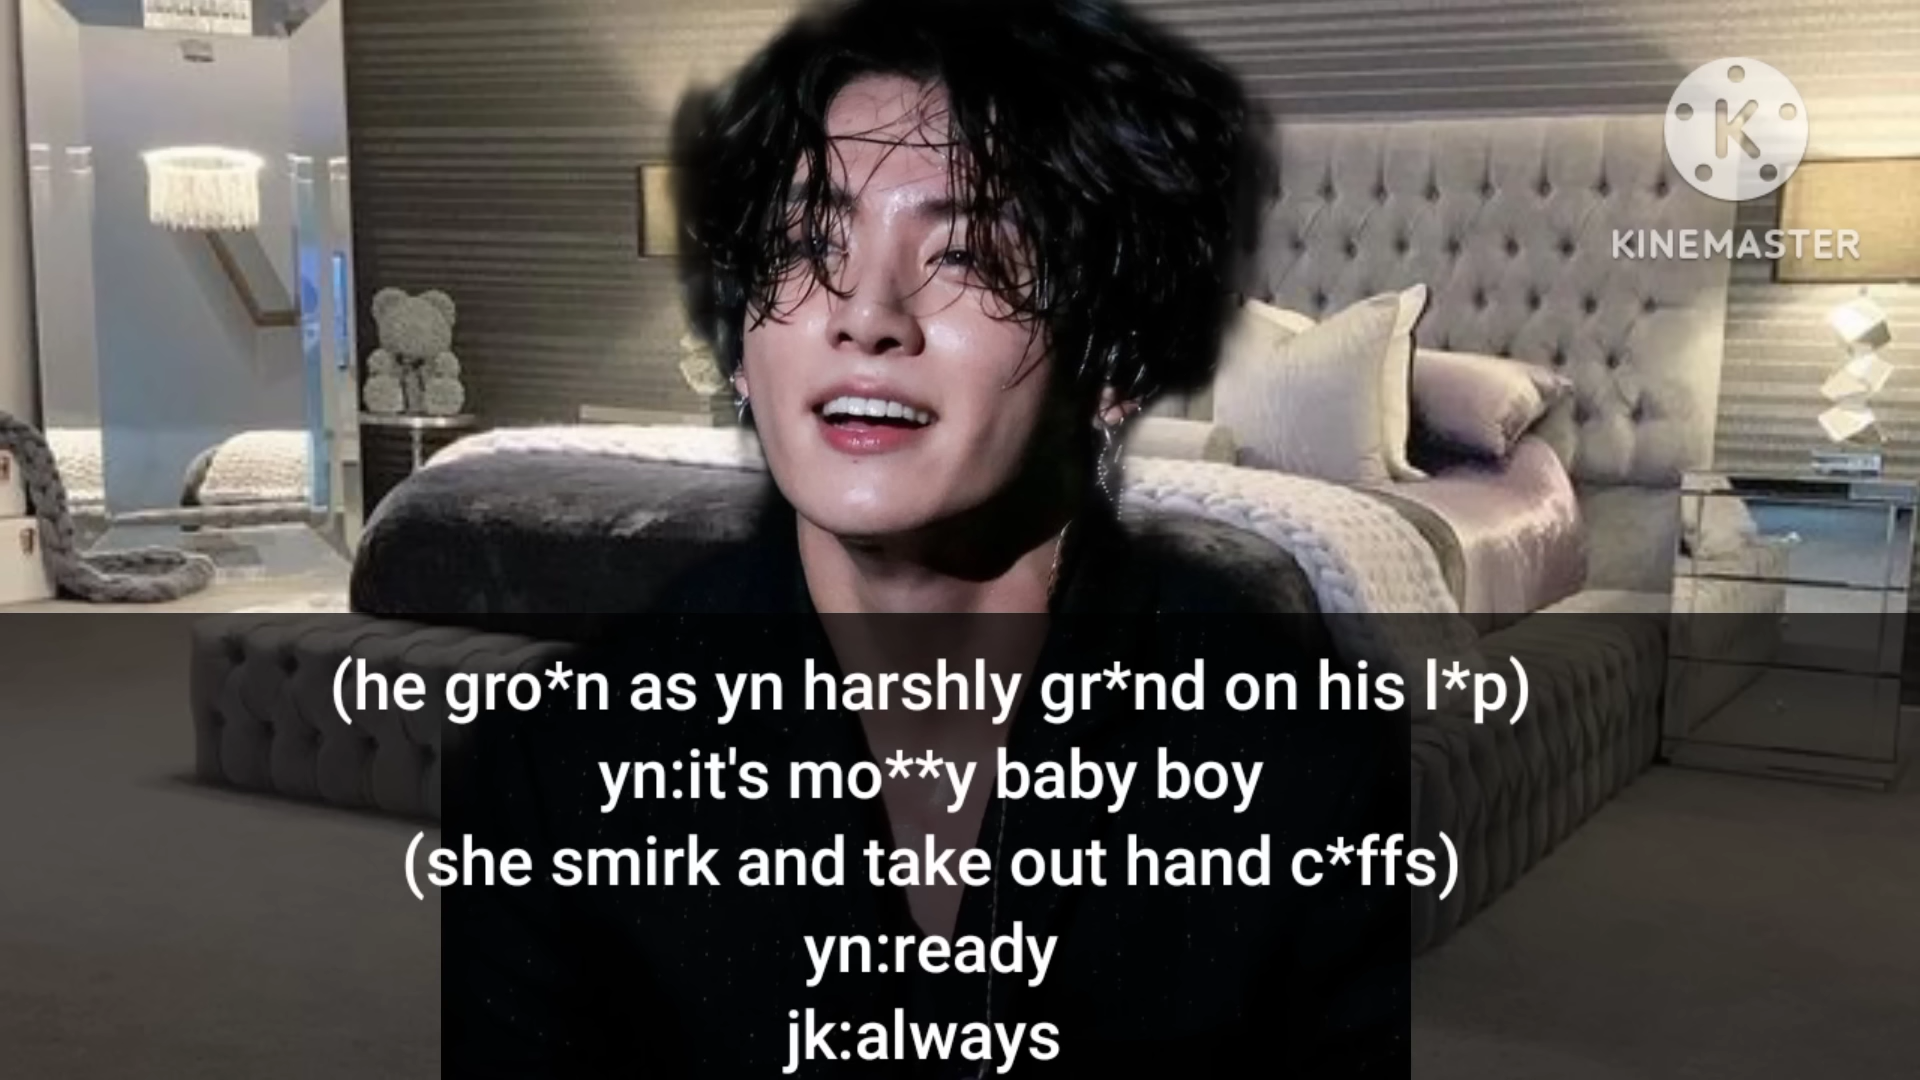 KINEMASTER
(he gro*n as yn harshly gr*nd on his l*p)
yn:it's mo**y baby boy
(she smirk and take out hand c*ffs)
yn:ready
jk:always